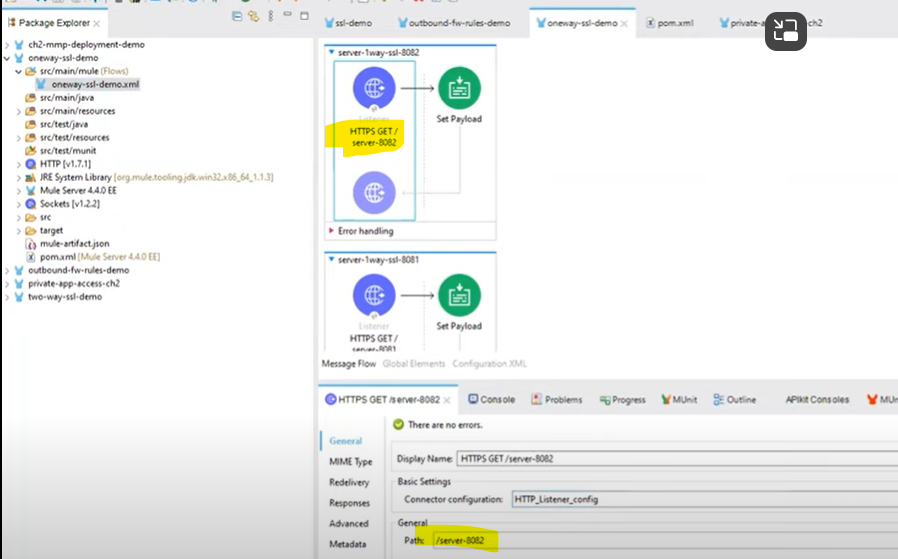 Package Explorer
ch2-mmp-deployment-demo
oneway-ssl-demo
src/main/mule (Flows)
oneway-ssl-demo.xml
src/main/java
src/main/resources
src/test/java
src/test/resources
src/test/munit
HTTP [v1.7.1]
JRE System Library [org.mule.tooling.jdk.win32.x86_64_1.1.3]
Mule Server 4.4.0 EE
Sockets [v1.2.2]
src
target
mule-artifact.json
pom.xml [Mule Server 4.4.0 EE]
outbound-fw-rules-demo
private-app-access-ch2
two-way-ssl-demo
ssl-demo
outbound-fw-rules-demo
oneway-ssl-demo
pom.xml
server-1way-ssl-8082
Listener
HTTPS GET /
server-8082
Set Payload
Error handling
server-1way-ssl-8081
Listener
HTTPS GET /
server-8081
Set Payload
Message Flow
Global Elements
Configuration XML
HTTPS GET /server-8082
Console
Problems
Progress
MUnit
Outline
APIkit Consoles
There are no errors.
General
MIME Type
Redelivery
Responses
Advanced
Metadata
Display Name: HTTPS GET /server-8082
Basic Settings
Connector configuration: HTTP_Listener_config
General
Path: /server-8082